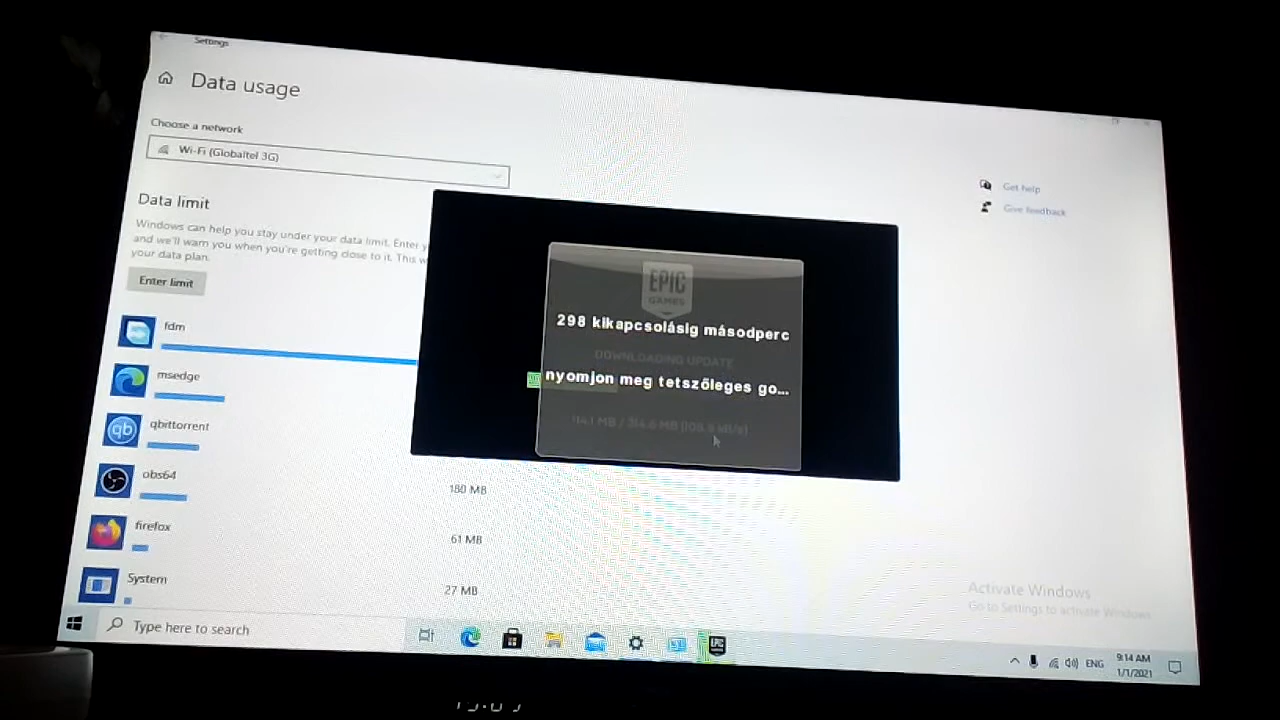 Settings
Data usage
Choose a network
Wi-Fi (Globaltel 3G)
Get help
Give feedback
Data limit
Windows can help you stay under your data limit. Enter
and we'll warn you when you're getting close to it. This
your data plan.
Enter limit
EPIC
GAMES
298 kikapcsolásig másodperc
DOWNLOADING UPDATE
nyomjon meg tetszőleges go...
fdm
msedge
qbittorrent
obs64
0 MB
firefox
61 MB
System
27 MB
Activate Windows
Go to Settings to activate Windows.
Type here to search
EPIC
GAMES
ENG
9:14 AM
1/1/2021